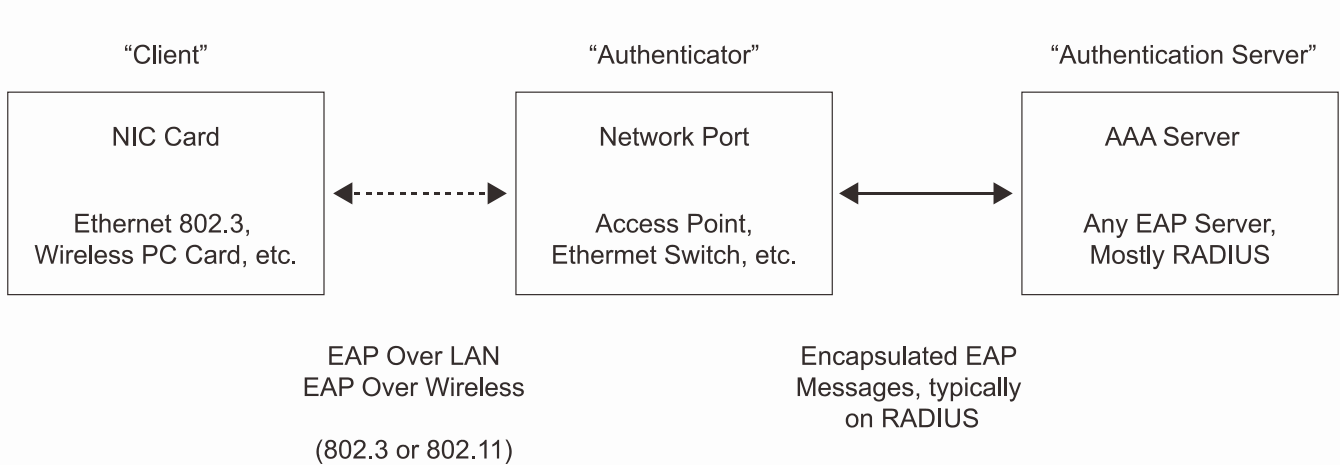 “Client”
“Authenticator”
“Authentication Server”
NIC Card
Ethernet 802.3,
Wireless PC Card, etc.
Network Port
Access Point,
Ethermet Switch, etc.
AAA Server
Any EAP Server,
Mostly RADIUS
EAP Over LAN
EAP Over Wireless
(802.3 or 802.11)
Encapsulated EAP
Messages, typically
on RADIUS